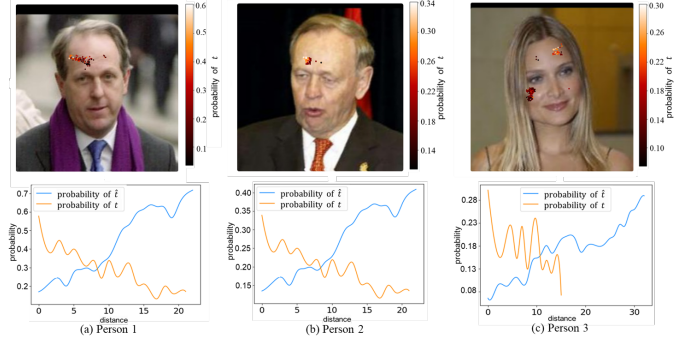 0.6
0.5
0.4
0.3
0.2
0.1
probability of t
0.34
0.30
0.26
0.22
0.18
0.14
probability of t
0.30
0.26
0.22
0.18
0.14
0.10
probability of t
0.7
0.6
0.5
0.4
0.3
0.2
probability
probability of t̂
probability of t
0
5
10
15
20
distance
0.40
0.35
0.30
0.25
0.20
0.15
probability
probability of t̂
probability of t
0
5
10
15
20
distance
0.28
0.23
0.18
0.13
0.08
probability
probability of t̂
probability of t
0
10
20
30
distance
(a) Person 1
(b) Person 2
(c) Person 3